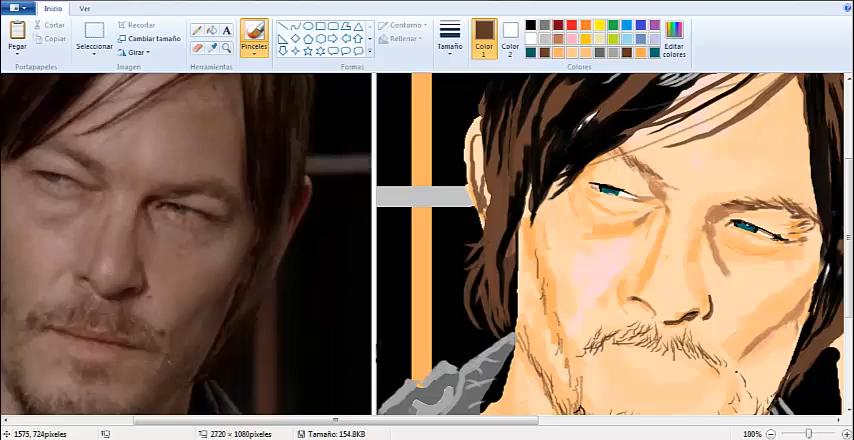 Inicio Ver
Pegar
Cortar
Copiar
Portapapeles
Seleccionar
Recortar
Cambiar tamaño
Girar
Imagen
A
Herramientas
Pinceles
Contorno
Rellenar
Formas
Tamaño
Color 1
Color 2
Editar colores
Colores
1575, 724píxeles
2720 × 1080píxeles
Tamaño: 154.8KB
100%